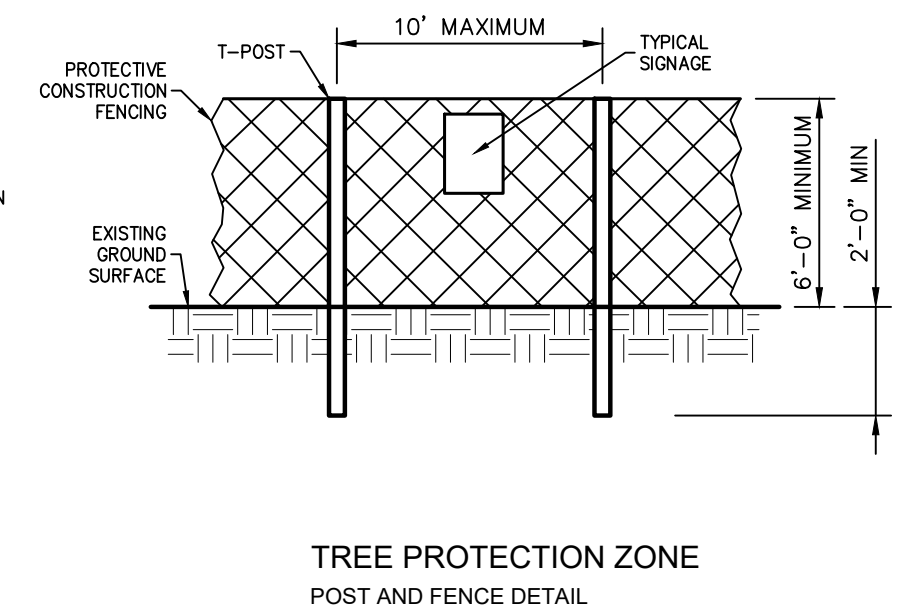 10' MAXIMUM
T-POST
TYPICAL
SIGNAGE
PROTECTIVE
CONSTRUCTION
FENCING
N
EXISTING
GROUND
SURFACE
6'-0" MINIMUM
2'-0" MIN
TREE PROTECTION ZONE
POST AND FENCE DETAIL